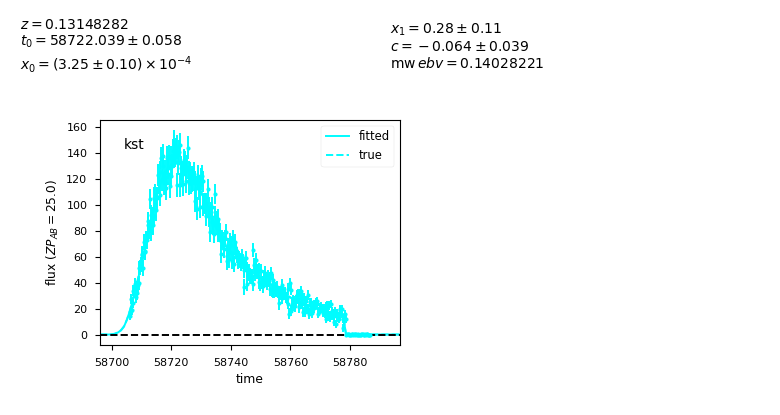 z = 0.13148282
t₀ = 58722.039 ± 0.058
x₀ = (3.25 ± 0.10) × 10⁻⁴
x₁ = 0.28 ± 0.11
c = −0.064 ± 0.039
mw ebv = 0.14028221
kst
fitted
true
flux (ZP_AB = 25.0)
160
140
120
100
80
60
40
20
0
58700 58720 58740 58760 58780
time